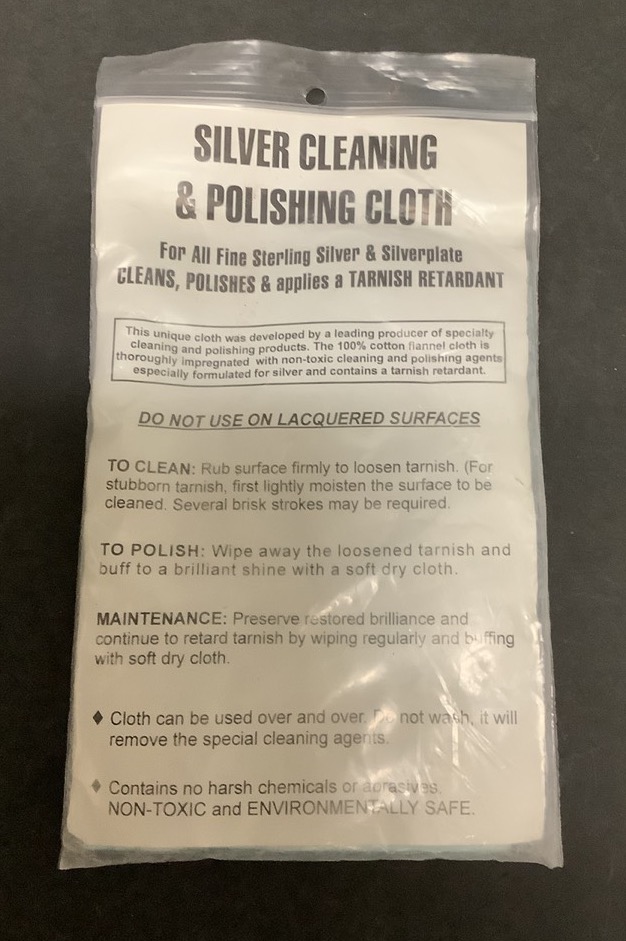 SILVER CLEANING
& POLISHING CLOTH
For All Fine Sterling Silver & Silverplate
CLEANS, POLISHES & applies a TARNISH RETARDANT
This unique cloth was developed by a leading producer of specialty
cleaning and polishing products. The 100% cotton flannel cloth is
thoroughly impregnated with non-toxic cleaning and polishing agents
especially formulated for silver and contains a tarnish retardant.
DO NOT USE ON LACQUERED SURFACES
TO CLEAN: Rub surface firmly to loosen tarnish. (For
stubborn tarnish, first lightly moisten the surface to be
cleaned. Several brisk strokes may be required.
TO POLISH: Wipe away the loosened tarnish and
buff to a brilliant shine with a soft dry cloth.
MAINTENANCE: Preserve restored brilliance and
continue to retard tarnish by wiping regularly and buffing
with soft dry cloth.
♦ Cloth can be used over and over. Do not wash, it will
remove the special cleaning agents.
♦ Contains no harsh chemicals or abrasives.
NON-TOXIC and ENVIRONMENTALLY SAFE.